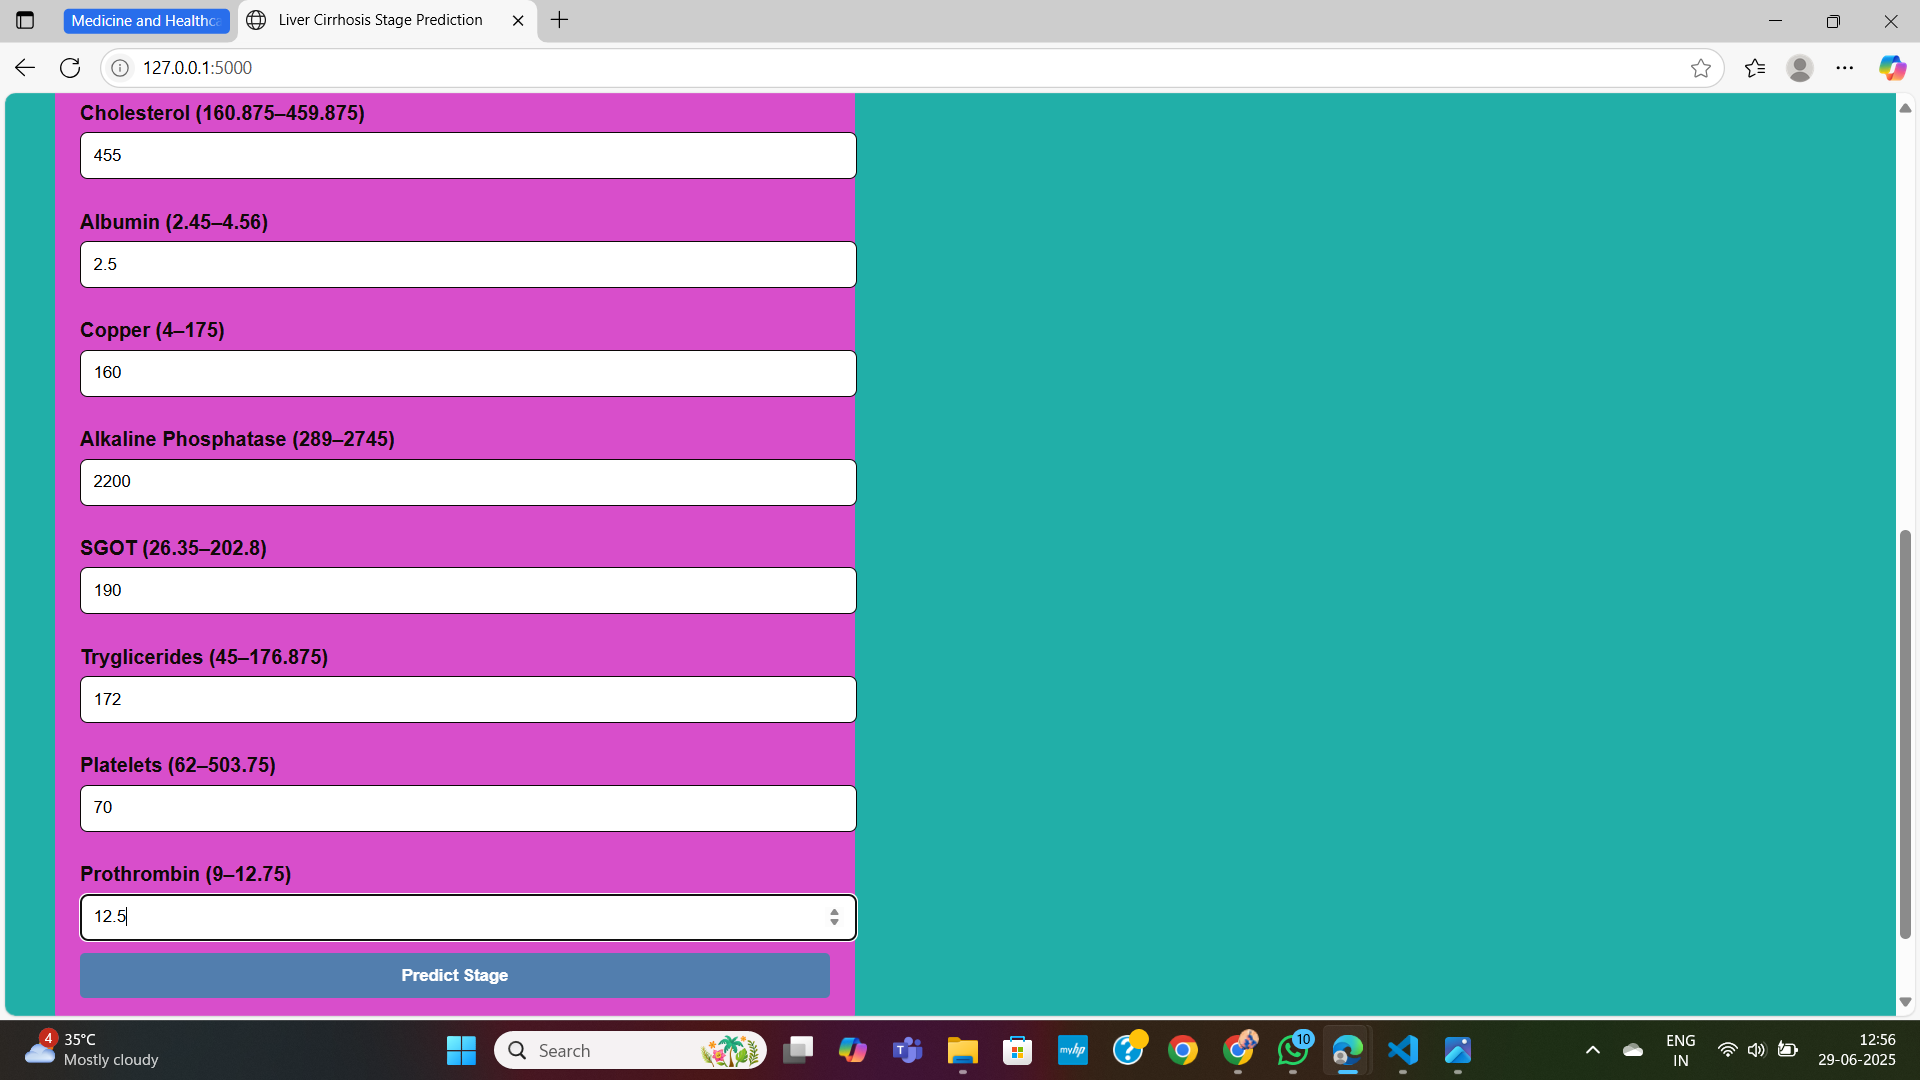 Medicine and Healthca
Liver Cirrhosis Stage Prediction
127.0.0.1:5000
Cholesterol (160.875–459.875)
455
Albumin (2.45–4.56)
2.5
Copper (4–175)
160
Alkaline Phosphatase (289–2745)
2200
SGOT (26.35–202.8)
190
Tryglicerides (45–176.875)
172
Platelets (62–503.75)
70
Prothrombin (9–12.75)
12.5
Predict Stage
4
35°C
Mostly cloudy
Search
T
myhp
?
10
ENG
IN
12:56
29-06-2025